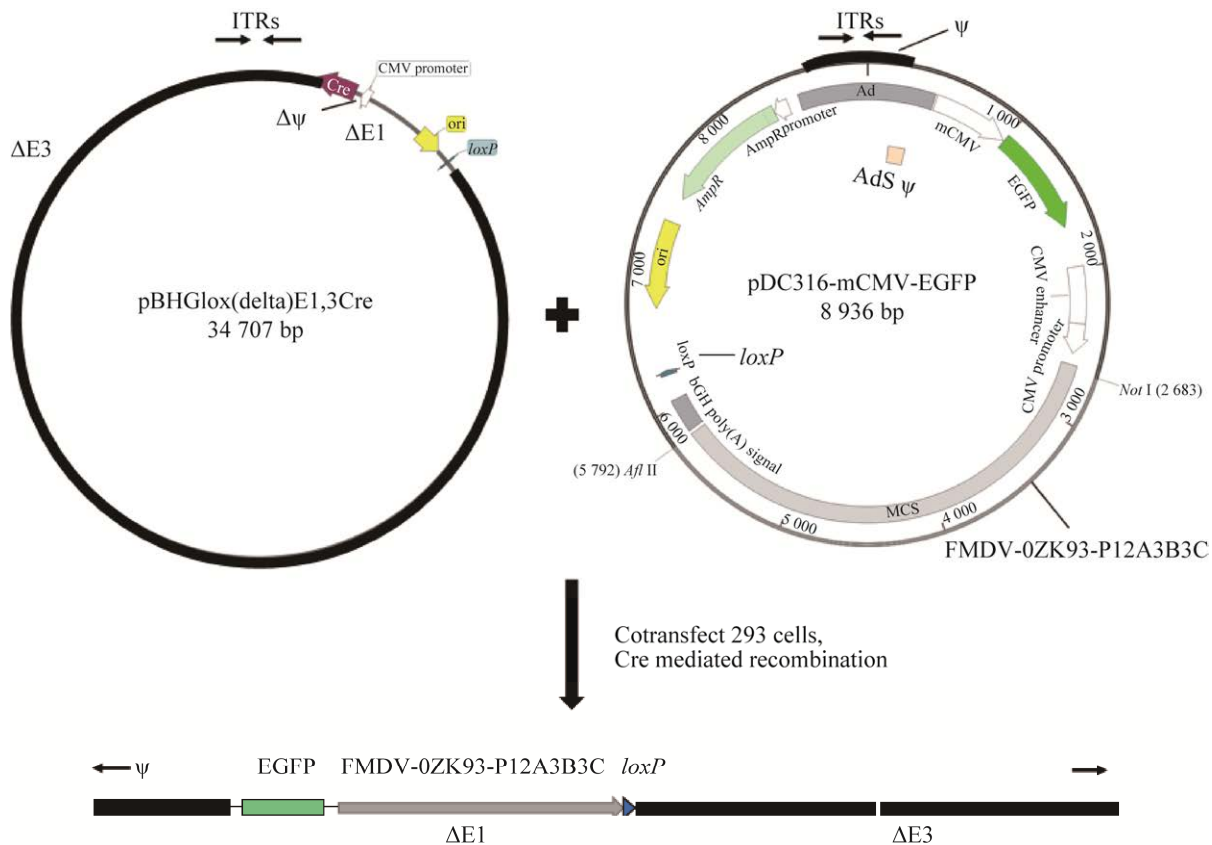 ITRs
Cre
CMV promoter
Δψ
ΔE1
ori
loxP
ΔE3
pBHGlox(delta)E1,3Cre
34 707 bp
ITRs
ψ
Ad
1 000
mCMV
8 000
AmpRpromoter
AmpR
AdS ψ
EGFP
2 000
7 000
ori
pDC316-mCMV-EGFP
8 936 bp
CMV enhancer
CMV promoter
loxP
loxP
Not I (2 683)
3 000
bGH poly(A) signal
6 000
(5 792) Afl II
MCS
5 000
4 000
FMDV-0ZK93-P12A3B3C
Cotransfect 293 cells,
Cre mediated recombination
ψ EGFP FMDV-0ZK93-P12A3B3C loxP
ΔE1 ΔE3